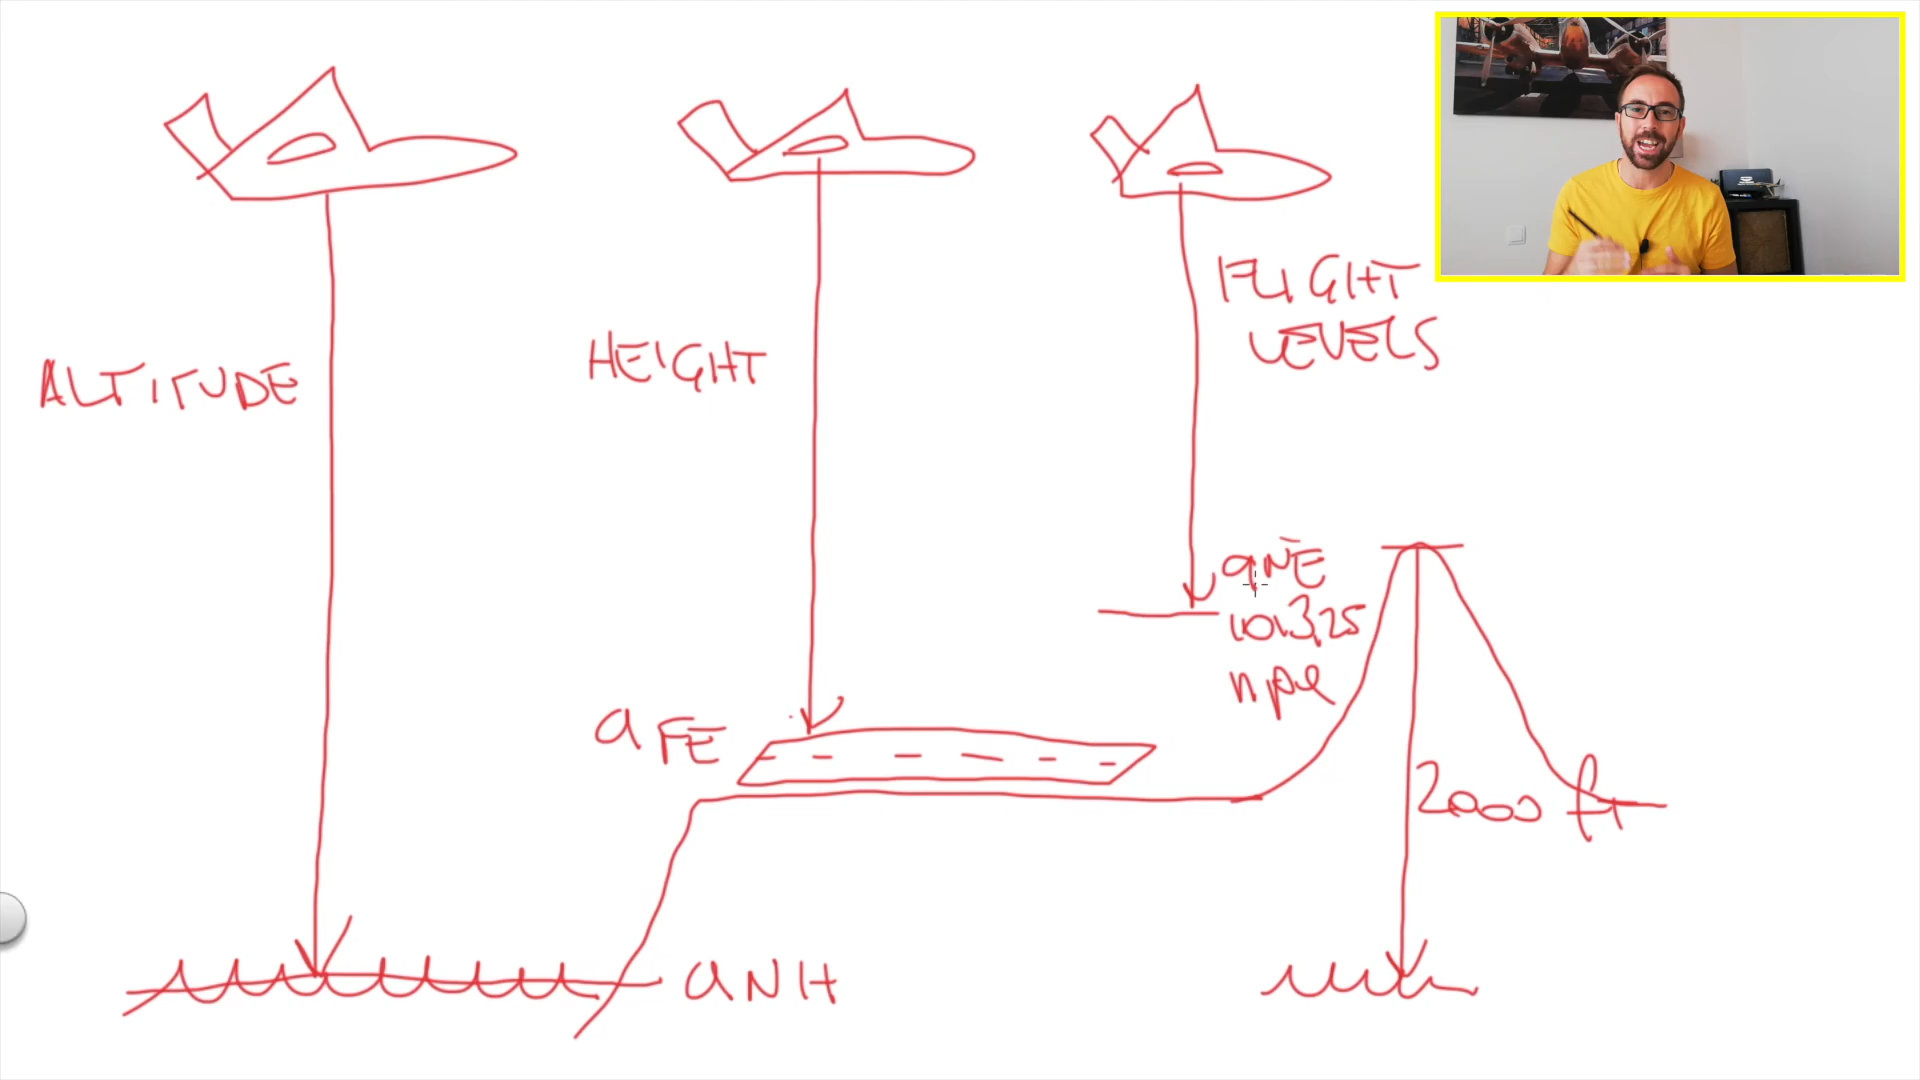 FLIGHT
LEVELS
HEIGHT
ALTITUDE
QNE
1013,25
hpa
QFE
2000 ft
QNH